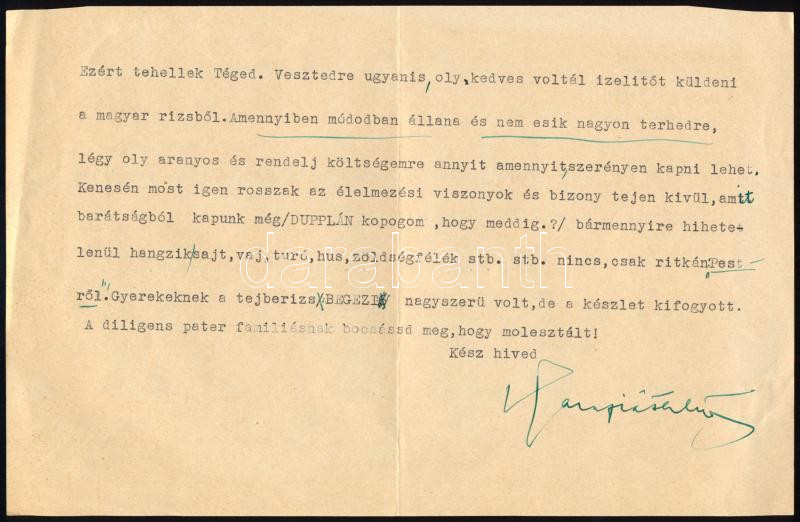 Ezért tehellek Téged. Vesztedre ugyanis, oly, kedves voltál izelitőt küldeni
a magyar rizsből. Amennyiben módodban állana és nem esik nagyon terhedre,
légy oly aranyos és rendelj költségemre annyit amennyit szerényen kapni lehet.
Kenesén most igen rosszak az élelmezési viszonyok és bizony tejen kivül, amit
barátságból kapunk még/DUPPLÁN kopogom , hogy meddig.?/ bármennyire hihete-
lenül hangzik sajt, vaj, turó, hus, zöldségfélék stb. stb. nincs, csak ritkán "Pest-
ről." Gyerekeknek a tejberizs /BEGEZI/ nagyszerü volt, de a készlet kifogyott.
A diligens pater familiásnak bocsássd meg, hogy molesztált!
Kész hived
darabanth